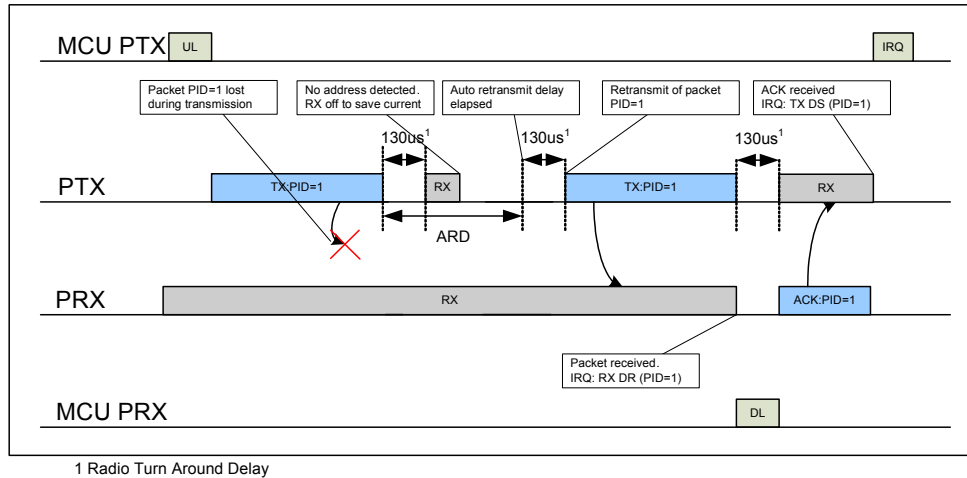 MCU PTX
UL
IRQ
Packet PID=1 lost
during transmission
No address detected.
RX off to save current
Auto retransmit delay
elapsed
Retransmit of packet
PID=1
ACK received
IRQ: TX DS (PID=1)
130us1
130us1
130us1
PTX
TX:PID=1
RX
TX:PID=1
RX
ARD
PRX
RX
ACK:PID=1
Packet received.
IRQ: RX DR (PID=1)
MCU PRX
DL
1 Radio Turn Around Delay